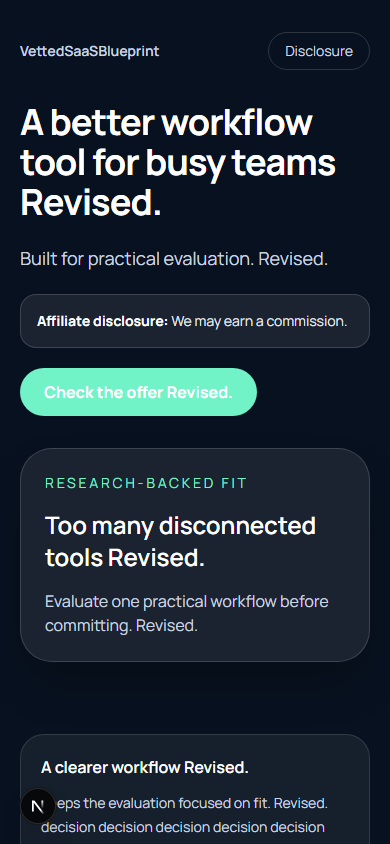 VettedSaaSBlueprint
Disclosure
A better workflow
tool for busy teams
Revised.
Built for practical evaluation. Revised.
Affiliate disclosure: We may earn a commission.
Check the offer Revised.
RESEARCH-BACKED FIT
Too many disconnected
tools Revised.
Evaluate one practical workflow before
committing. Revised.
A clearer workflow Revised.
eps the evaluation focused on fit. Revised.
decision decision decision decision decision
N